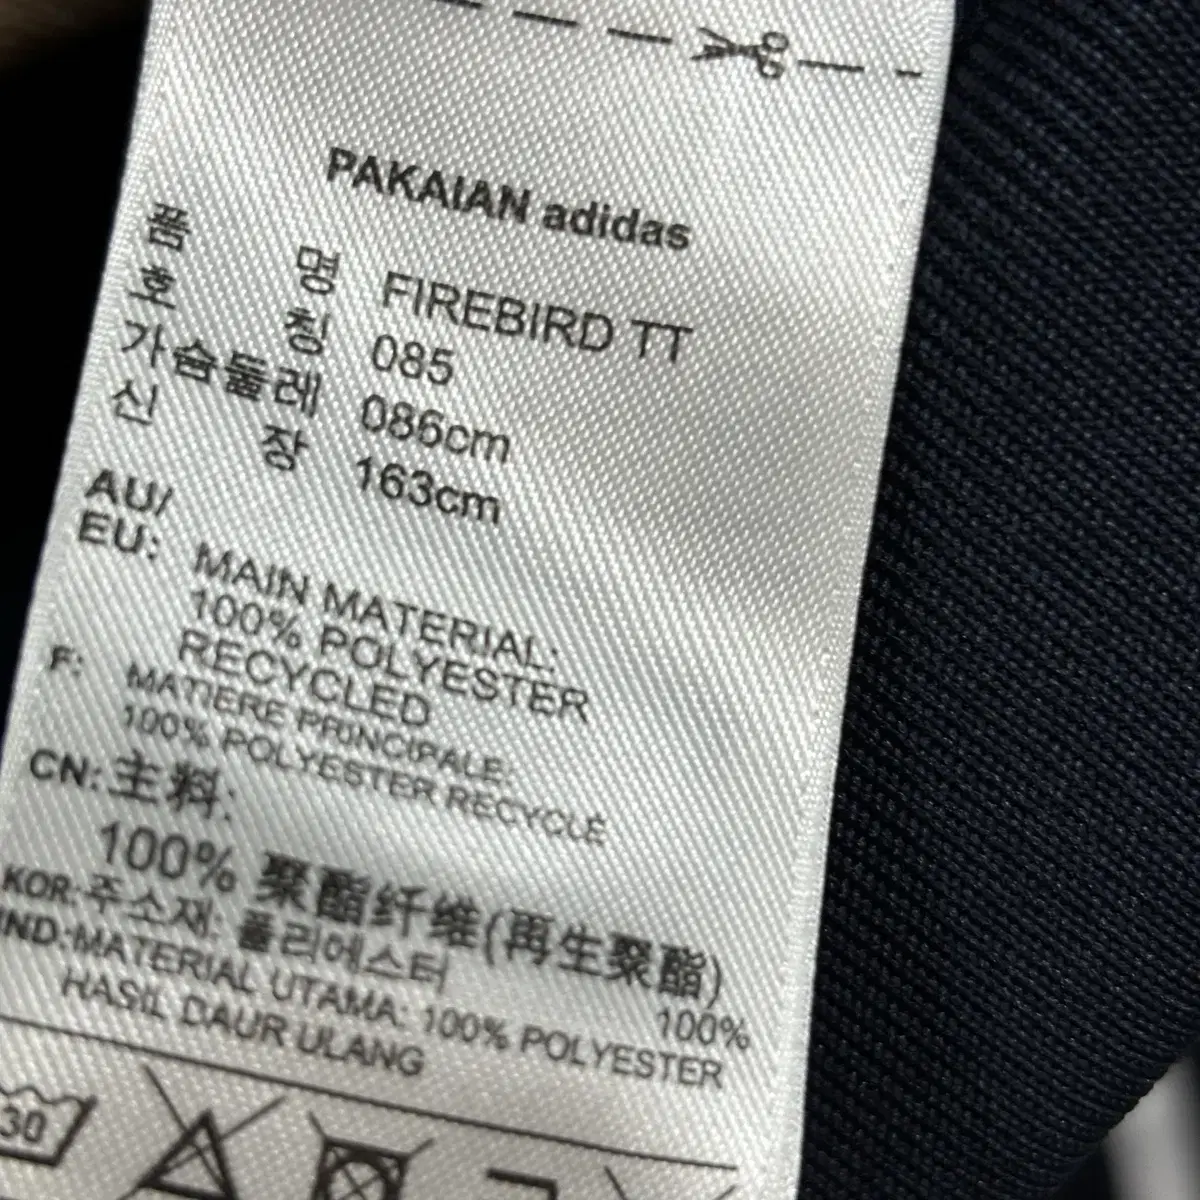 PAKAIAN adidas
품 명 FIREBIRD TT
호 칭 085
가슴둘레 086cm
신 장 163cm
AU/
EU: MAIN MATERIAL:
100% POLYESTER
RECYCLED
F: MATIERE PRINCIPALE:
100% POLYESTER RECYCLÉ
CN: 主料:
100% 聚酯纤维(再生聚酯)
KOR: 주소재: 폴리에스터 100%
IND: MATERIAL UTAMA: 100% POLYESTER
HASIL DAUR ULANG
30